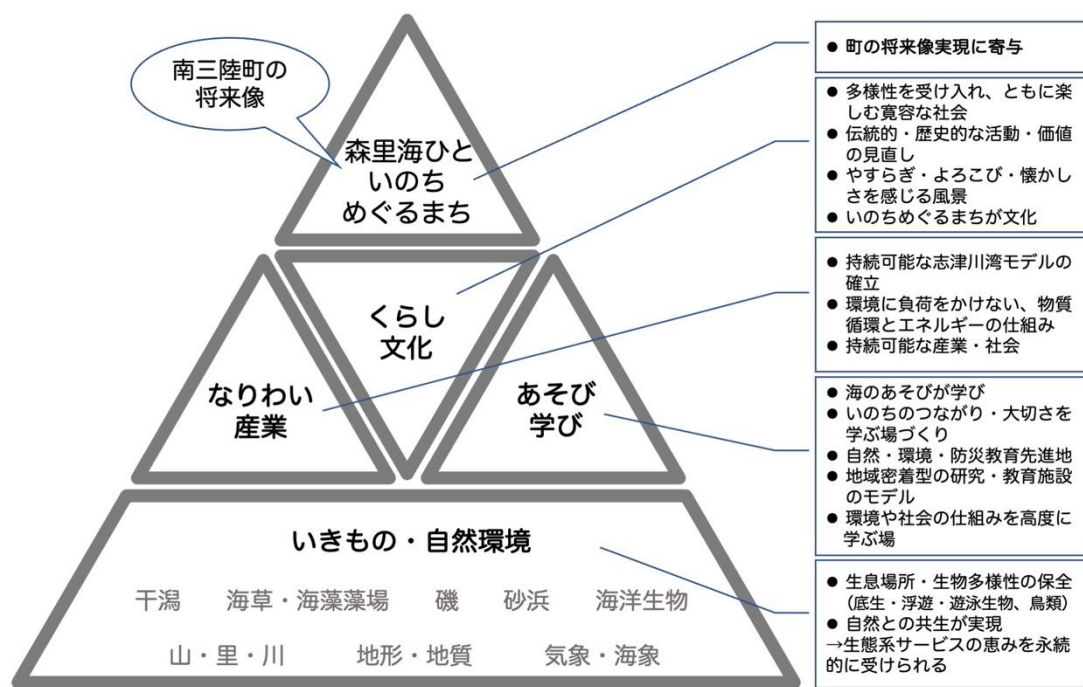 南三陸町の
将来像
森里海ひと
いのち
めぐるまち
くらし
文化
なりわい
産業
あそび
学び
いきもの・自然環境
干潟 海草・海藻藻場 磯 砂浜 海洋生物
山・里・川 地形・地質 気象・海象
● 町の将来像実現に寄与
● 多様性を受け入れ、ともに楽
しむ寛容な社会
● 伝統的・歴史的な活動・価値
の見直し
● やすらぎ・よろこび・懐かし
さを感じる風景
● いのちめぐるまちが文化
● 持続可能な志津川湾モデルの
確立
● 環境に負荷をかけない、物質
循環とエネルギーの仕組み
● 持続可能な産業・社会
● 海のあそびが学び
● いのちのつながり・大切さを
学ぶ場づくり
● 自然・環境・防災教育先進地
● 地域密着型の研究・教育施設
のモデル
● 環境や社会の仕組みを高度に
学ぶ場
● 生息場所・生物多様性の保全
（底生・浮遊・遊泳生物、鳥類）
● 自然との共生が実現
→生態系サービスの恵みを永続
的に受けられる